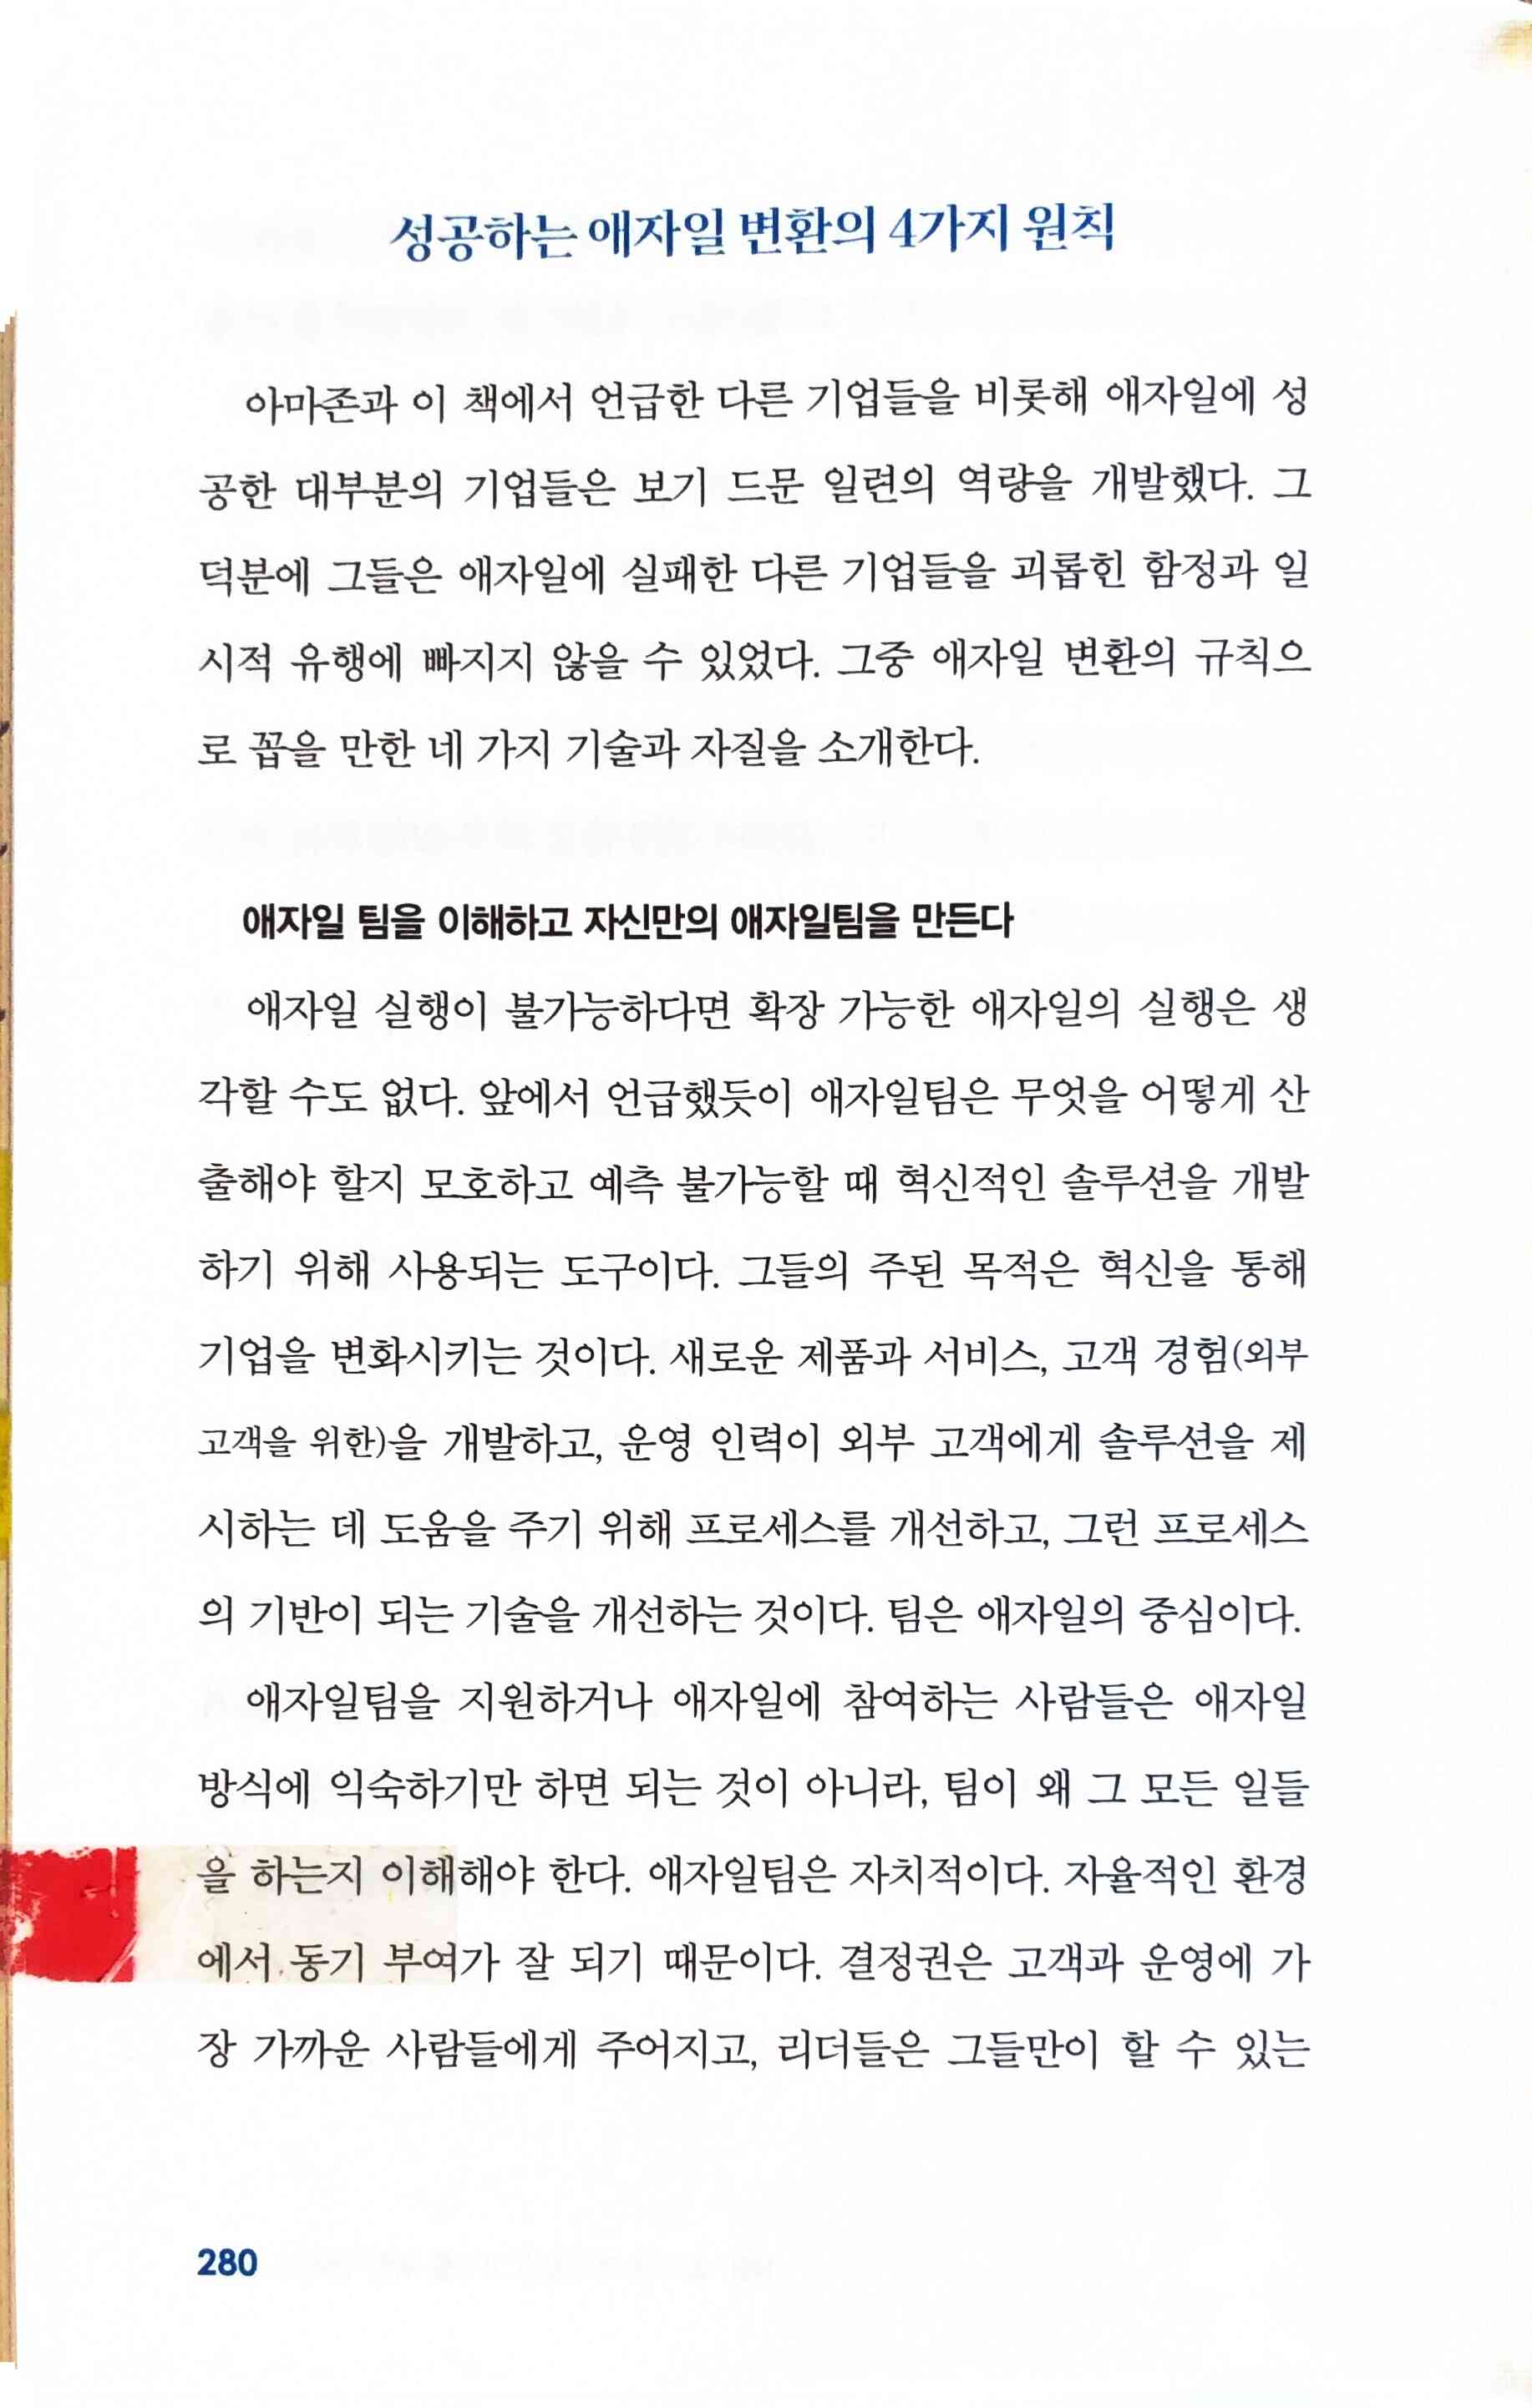 성공하는 애자일 변환의 4가지 원칙
아마존과 이 책에서 언급한 다른 기업들을 비롯해 애자일에 성
공한 대부분의 기업들은 보기 드문 일련의 역량을 개발했다. 그
덕분에 그들은 애자일에 실패한 다른 기업들을 괴롭힌 함정과 일
시적 유행에 빠지지 않을 수 있었다. 그중 애자일 변환의 규칙으
로 꼽을 만한 네 가지 기술과 자질을 소개한다.
애자일 팀을 이해하고 자신만의 애자일팀을 만든다
애자일 실행이 불가능하다면 확장 가능한 애자일의 실행은 생
각할 수도 없다. 앞에서 언급했듯이 애자일팀은 무엇을 어떻게 산
출해야 할지 모호하고 예측 불가능할 때 혁신적인 솔루션을 개발
하기 위해 사용되는 도구이다. 그들의 주된 목적은 혁신을 통해
기업을 변화시키는 것이다. 새로운 제품과 서비스, 고객 경험(외부
고객을 위한)을 개발하고, 운영 인력이 외부 고객에게 솔루션을 제
시하는 데 도움을 주기 위해 프로세스를 개선하고, 그런 프로세스
의 기반이 되는 기술을 개선하는 것이다. 팀은 애자일의 중심이다.
애자일팀을 지원하거나 애자일에 참여하는 사람들은 애자일
방식에 익숙하기만 하면 되는 것이 아니라, 팀이 왜 그 모든 일들
을 하는지 이해해야 한다. 애자일팀은 자치적이다. 자율적인 환경
에서 동기 부여가 잘 되기 때문이다. 결정권은 고객과 운영에 가
장 가까운 사람들에게 주어지고, 리더들은 그들만이 할 수 있는
280